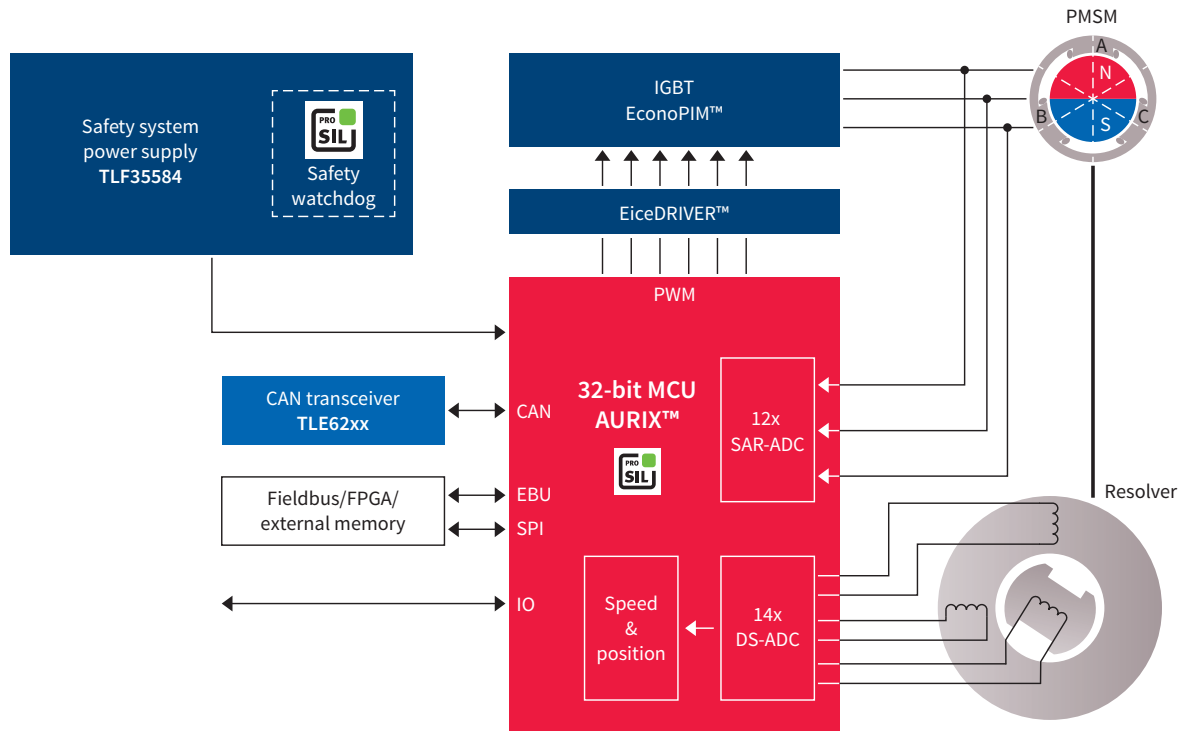 PMSM
A
N
B
S
C
IGBT
EconoPIM™
Safety system
power supply
TLF35584
PRO
SIL
Safety
watchdog
EiceDRIVER™
PWM
32-bit MCU
AURIX™
PRO
SIL
CAN transceiver
TLE62xx
CAN
12x
SAR-ADC
Fieldbus/FPGA/
external memory
EBU
SPI
Resolver
IO
Speed
&
position
14x
DS-ADC